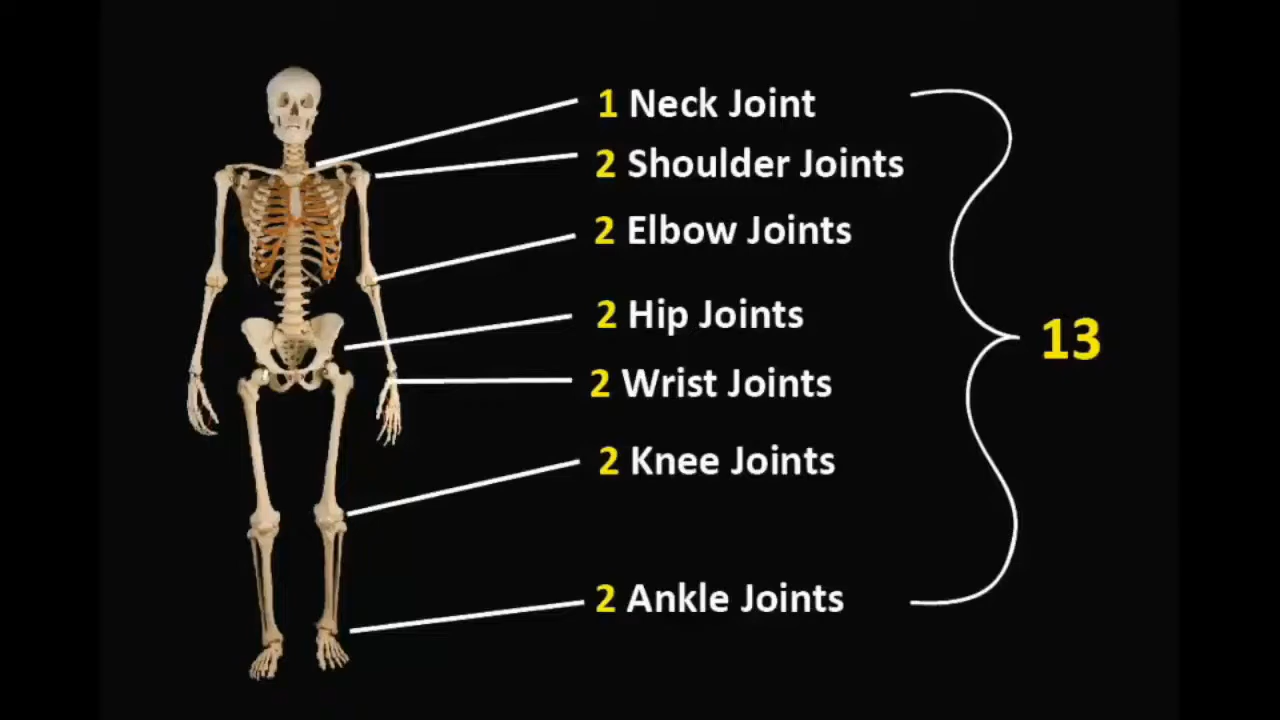 1 Neck Joint
2 Shoulder Joints
2 Elbow Joints
2 Hip Joints
13
2 Wrist Joints
2 Knee Joints
2 Ankle Joints